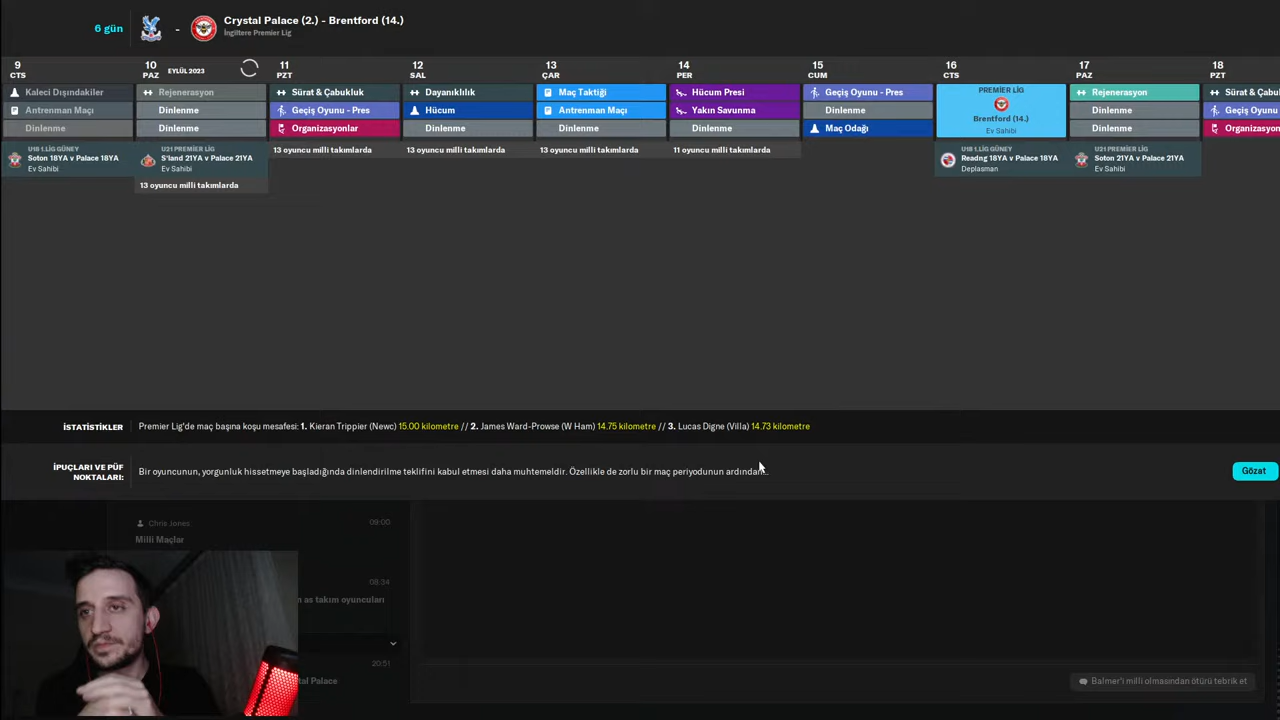 6 gün
-
Crystal Palace (2.) - Brentford (14.)
İngiltere Premier Lig
9
CTS
10
PAZ
EYLÜL 2023
11
PZT
12
SAL
13
ÇAR
14
PER
15
CUM
16
CTS
17
PAZ
18
PZT
Kaleci Dışındakiler
Antrenman Maçı
Dinlenme
U18 1.LİG GÜNEY
Soton 18YA v Palace 18YA
Ev Sahibi
Rejenerasyon
Dinlenme
Dinlenme
U21 PREMİER LİG
S'land 21YA v Palace 21YA
Ev Sahibi
13 oyuncu milli takımlarda
Sürat & Çabukluk
Geçiş Oyunu - Pres
Organizasyonlar
13 oyuncu milli takımlarda
Dayanıklılık
Hücum
Dinlenme
13 oyuncu milli takımlarda
Maç Taktiği
Antrenman Maçı
Dinlenme
13 oyuncu milli takımlarda
Hücum Presi
Yakın Savunma
Dinlenme
11 oyuncu milli takımlarda
Geçiş Oyunu - Pres
Dinlenme
Maç Odağı
PREMİER LİG
Brentford (14.)
Ev Sahibi
U18 1.LİG GÜNEY
Readng 18YA v Palace 18YA
Deplasman
Rejenerasyon
Dinlenme
Dinlenme
U21 PREMİER LİG
Soton 21YA v Palace 21YA
Ev Sahibi
Sürat & Çabul
Geçiş Oyunu
Organizasyon
İSTATİSTİKLER
Premier Lig'de maç başına koşu mesafesi: 1. Kieran Trippier (Newc) 15.00 kilometre // 2. James Ward-Prowse (W Ham) 14.75 kilometre // 3. Lucas Digne (Villa) 14.73 kilometre
İPUÇLARI VE PÜF
NOKTALARI:
Bir oyuncunun, yorgunluk hissetmeye başladığında dinlendirilme teklifini kabul etmesi daha muhtemeldir. Özellikle de zorlu bir maç periyodunun ardından...
Gözat
Chris Jones
09:00
Milli Maçlar
08:34
m as takım oyuncuları
20:51
tal Palace
Balmer'i milli olmasından ötürü tebrik et